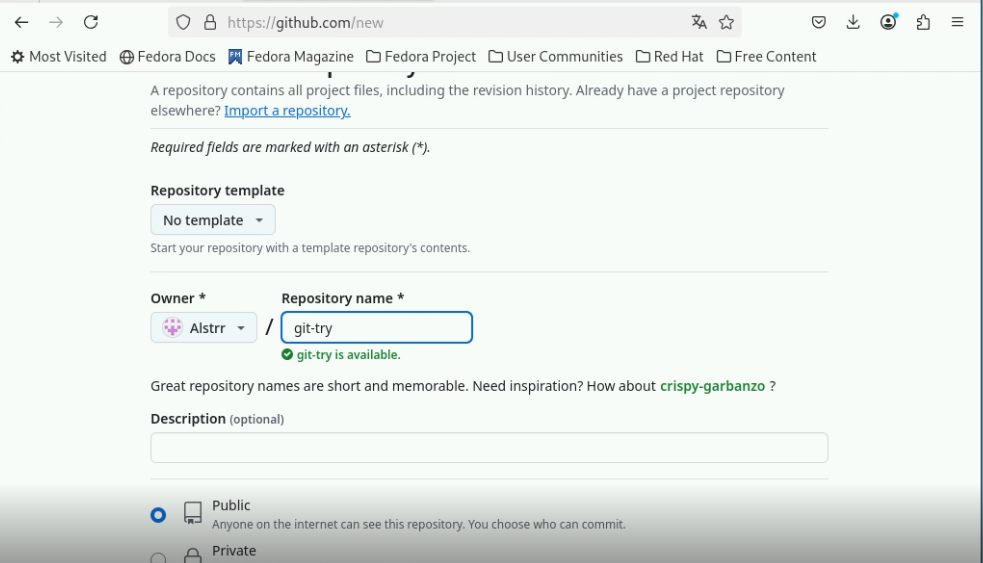 https://github.com/new
Most Visited Fedora Docs Fedora Magazine Fedora Project User Communities Red Hat Free Content
A repository contains all project files, including the revision history. Already have a project repository
elsewhere? Import a repository.
Required fields are marked with an asterisk (*).
Repository template
No template
Start your repository with a template repository's contents.
Owner * Repository name *
Alstrr / git-try
git-try is available.
Great repository names are short and memorable. Need inspiration? How about crispy-garbanzo ?
Description (optional)
Public
Anyone on the internet can see this repository. You choose who can commit.
Private